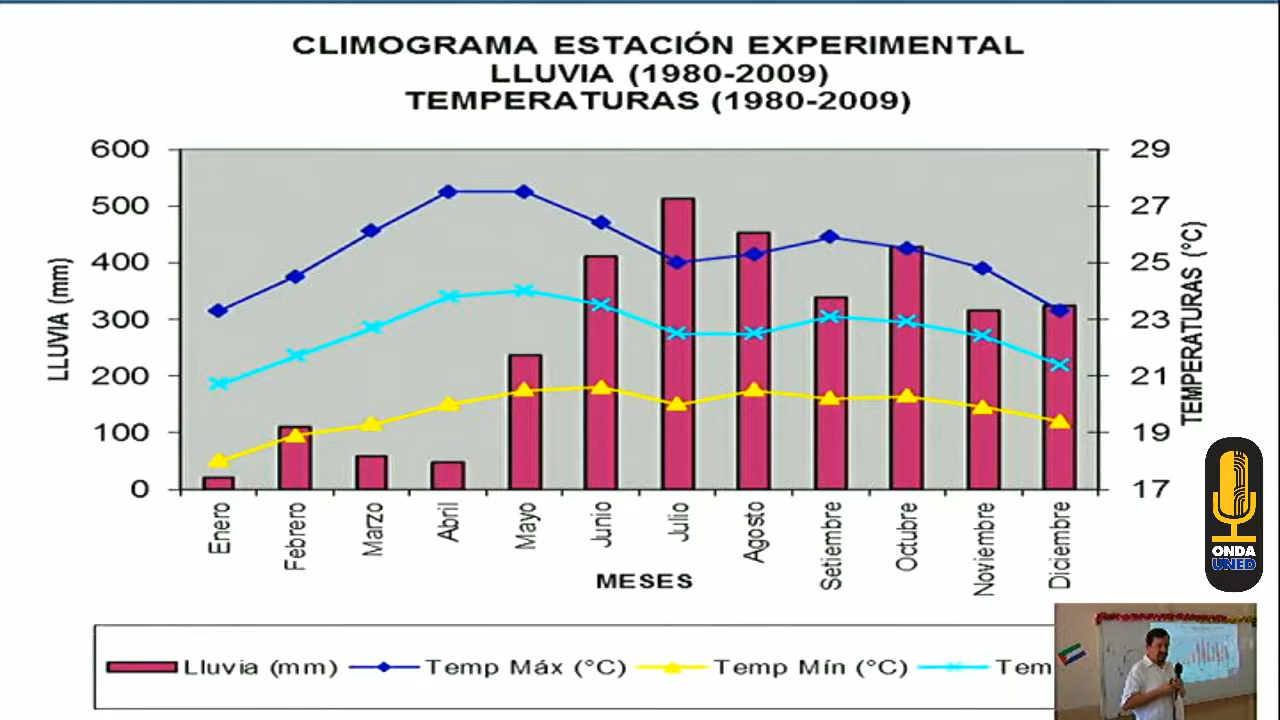 CLIMOGRAMA ESTACIÓN EXPERIMENTAL
LLUVIA (1980-2009)
TEMPERATURAS (1980-2009)
600
500
400
300
200
100
0
LLUVIA (mm)
29
27
25
23
21
19
17
TEMPERATURAS (°C)
Enero
Febrero
Marzo
Abril
Mayo
Junio
Julio
Agosto
Setiembre
Octubre
Noviembre
Diciembre
MESES
Lluvia (mm)
Temp Máx (°C)
Temp Mín (°C)
Tem
ONDA
UNED